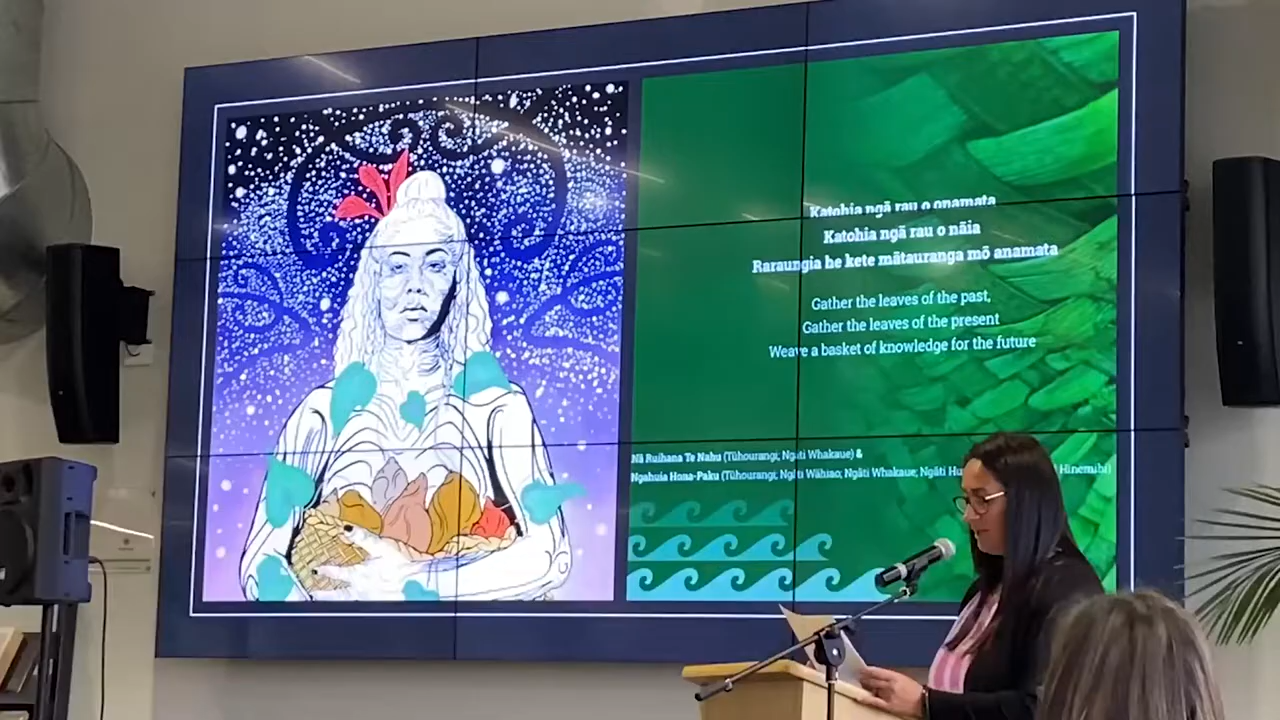 Katohia ngā rau o onamata
Katohia ngā rau o nāia
Raraungia he kete mātauranga mō anamata
Gather the leaves of the past,
Gather the leaves of the present
Weave a basket of knowledge for the future
Nā Ruihana Te Nahu (Tūhourangi; Ngāti Whakaue) &
Ngahuia Hona-Paku (Tūhourangi; Ngāti Wāhiao; Ngāti Whakaue; Ngāti Hinemihi)